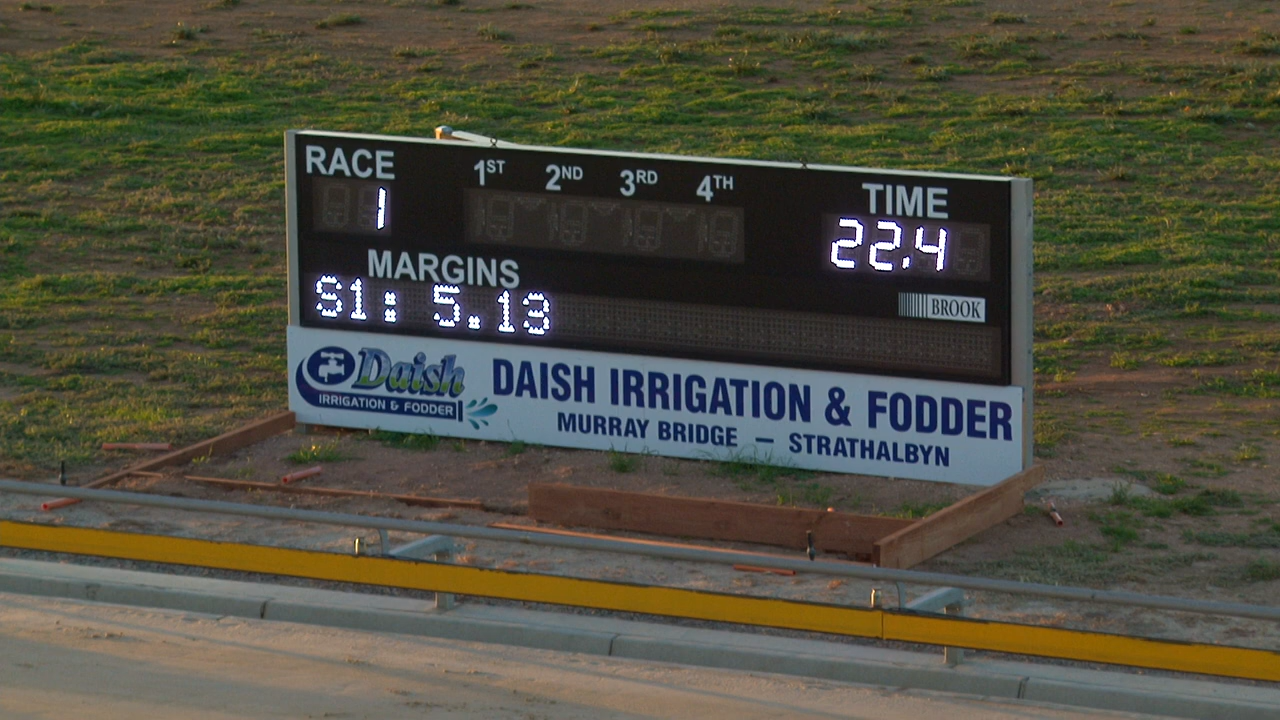 RACE 1ST 2ND 3RD 4TH TIME
1 22.4
MARGINS
S1: 5.13
BROOK
Daish
IRRIGATION & FODDER
DAISH IRRIGATION & FODDER
MURRAY BRIDGE — STRATHALBYN